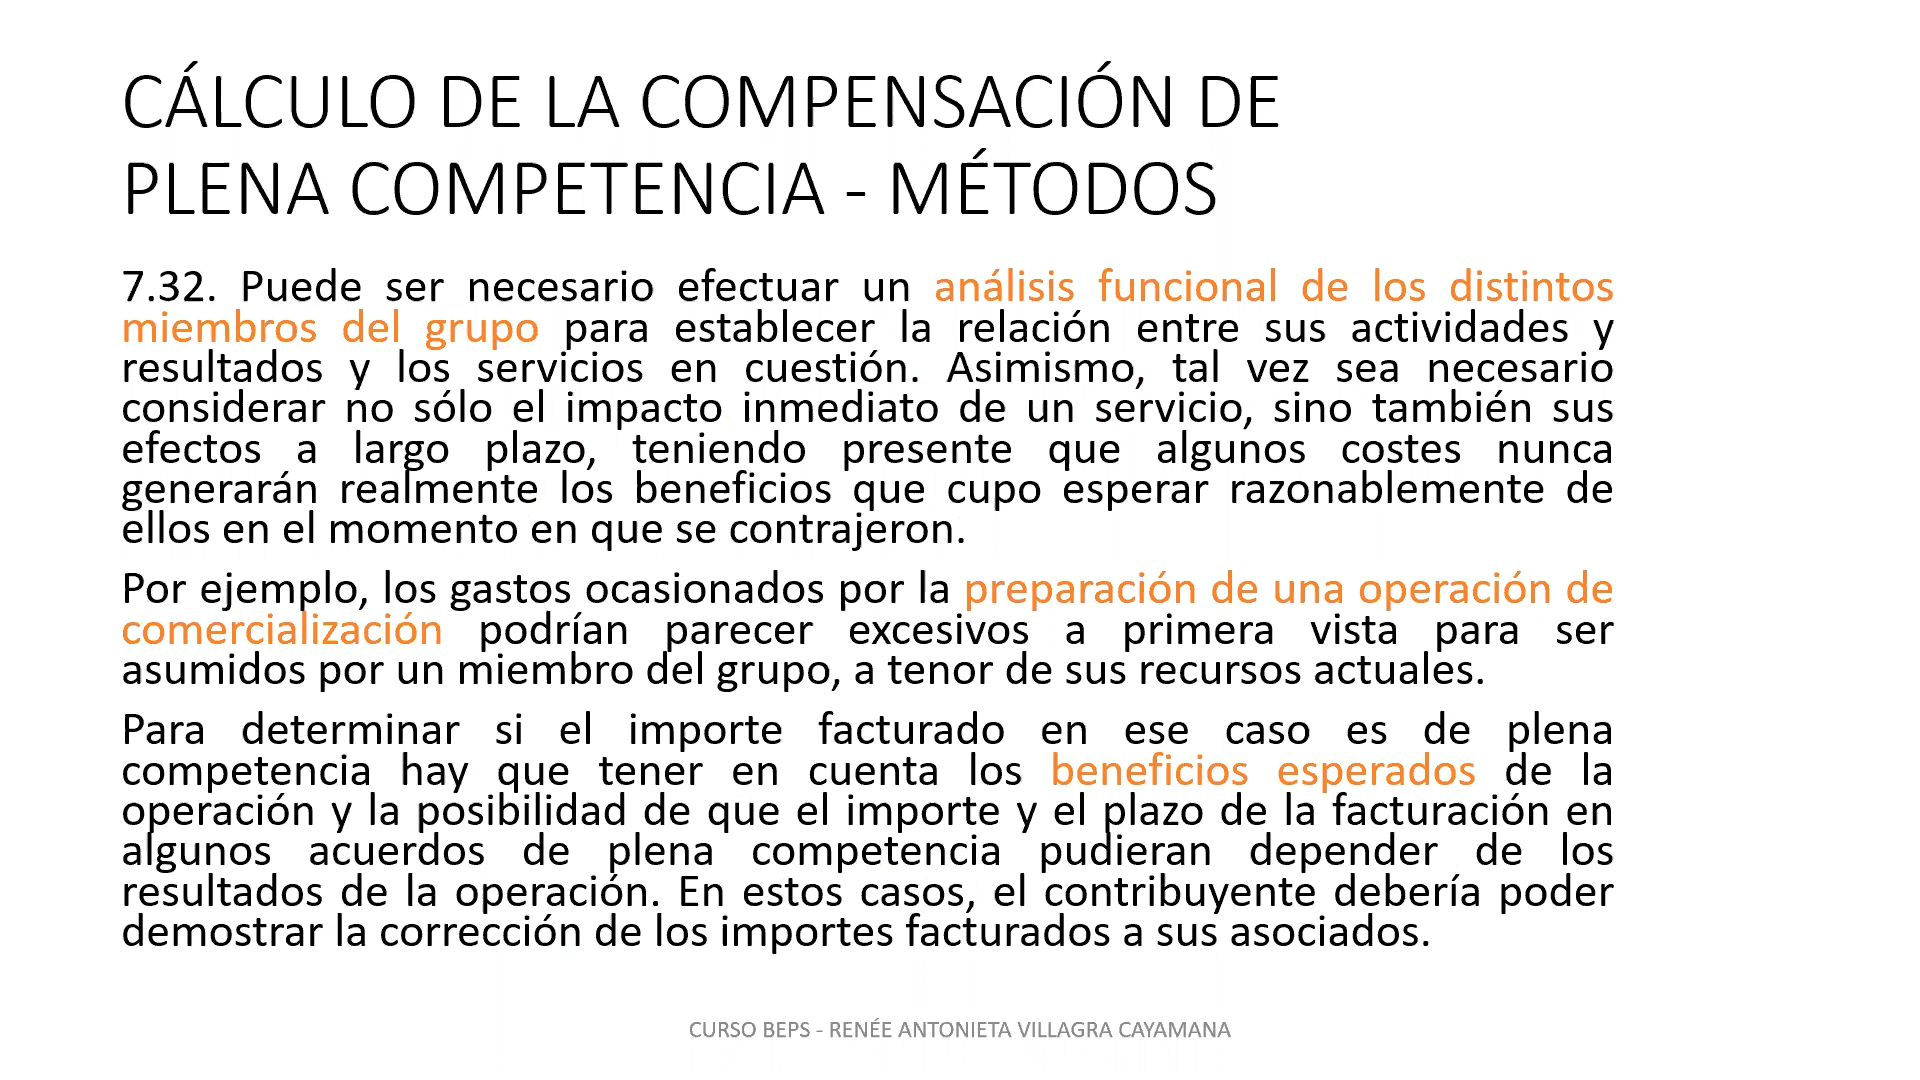 CÁLCULO DE LA COMPENSACIÓN DE
PLENA COMPETENCIA - MÉTODOS
7.32. Puede ser necesario efectuar un análisis funcional de los distintos
miembros del grupo para establecer la relación entre sus actividades y
resultados y los servicios en cuestión. Asimismo, tal vez sea necesario
considerar no sólo el impacto inmediato de un servicio, sino también sus
efectos a largo plazo, teniendo presente que algunos costes nunca
generarán realmente los beneficios que cupo esperar razonablemente de
ellos en el momento en que se contrajeron.
Por ejemplo, los gastos ocasionados por la preparación de una operación de
comercialización podrían parecer excesivos a primera vista para ser
asumidos por un miembro del grupo, a tenor de sus recursos actuales.
Para determinar si el importe facturado en ese caso es de plena
competencia hay que tener en cuenta los beneficios esperados de la
operación y la posibilidad de que el importe y el plazo de la facturación en
algunos acuerdos de plena competencia pudieran depender de los
resultados de la operación. En estos casos, el contribuyente debería poder
demostrar la corrección de los importes facturados a sus asociados.
CURSO BEPS - RENÉE ANTONIETA VILLAGRA CAYAMANA